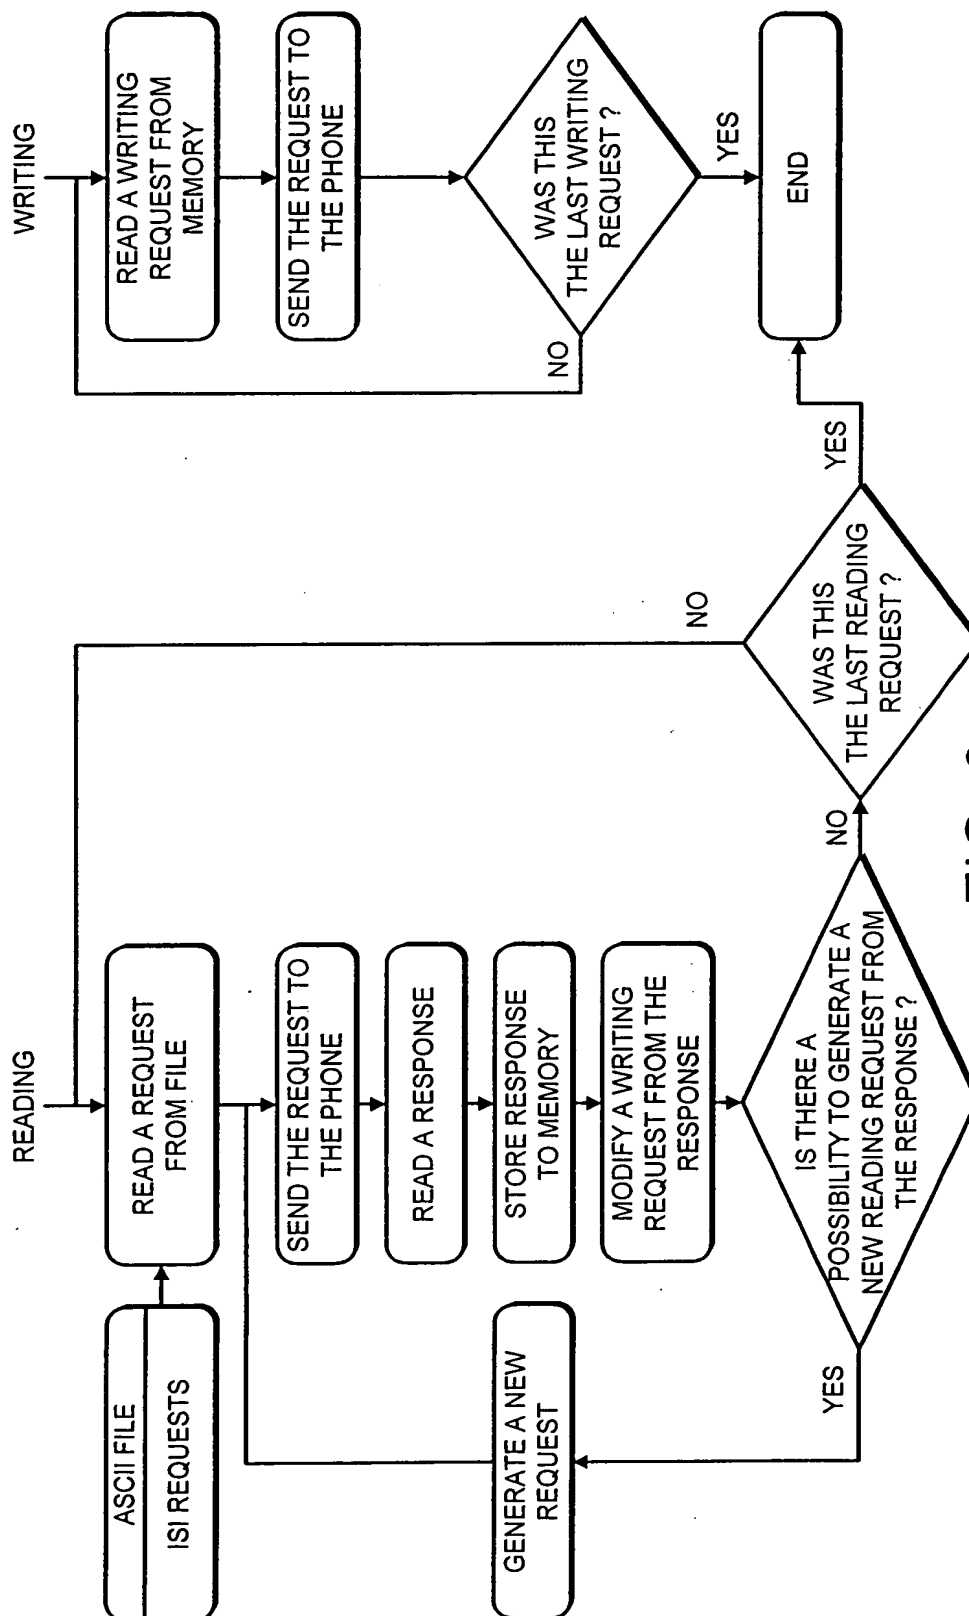 READING
ASCII FILE
ISI REQUESTS
READ A REQUEST
FROM FILE
SEND THE REQUEST TO
THE PHONE
READ A RESPONSE
STORE RESPONSE
TO MEMORY
MODIFY A WRITING
REQUEST FROM THE
RESPONSE
GENERATE A NEW
REQUEST
IS THERE A
POSSIBILITY TO GENERATE A
NEW READING REQUEST FROM
THE RESPONSE ?
YES
NO
WAS THIS
THE LAST READING
REQUEST ?
NO
YES
WRITING
READ A WRITING
REQUEST FROM
MEMORY
SEND THE REQUEST TO
THE PHONE
WAS THIS
THE LAST WRITING
REQUEST ?
NO
YES
END